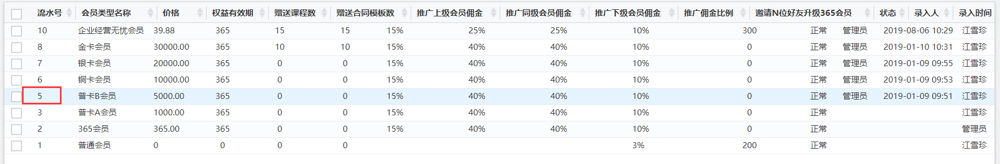 流水号 会员类型名称 价格 权益有效期 赠送课程数 赠送合同模板数 推广上级会员佣金 推广同级会员佣金 推广下级会员佣金 推广佣金比例 邀请N位好友升级365会员 状态 录入人 录入时间
10 企业经营无忧会员 39.88 365 15 15 15% 25% 25% 10% 300 正常 管理员 2019-08-06 10:29 江雪珍
8 金卡会员 30000.00 365 10 10 15% 40% 40% 10% 0 正常 管理员 2019-01-10 10:31 江雪珍
7 银卡会员 20000.00 365 0 0 15% 40% 40% 10% 0 正常 管理员 2019-01-09 09:55 江雪珍
6 铜卡会员 10000.00 365 0 0 15% 40% 40% 10% 0 正常 管理员 2019-01-09 09:53 江雪珍
5 普卡B会员 5000.00 365 0 0 15% 40% 40% 10% 0 正常 管理员 2019-01-09 09:51 江雪珍
3 普卡A会员 1000.00 365 0 0 15% 40% 40% 10% 0 正常 江雪珍
2 365会员 365.00 365 0 0 15% 40% 40% 10% 0 正常 管理员
1 普通会员 0 0 0 0 3% 200 正常 江雪珍